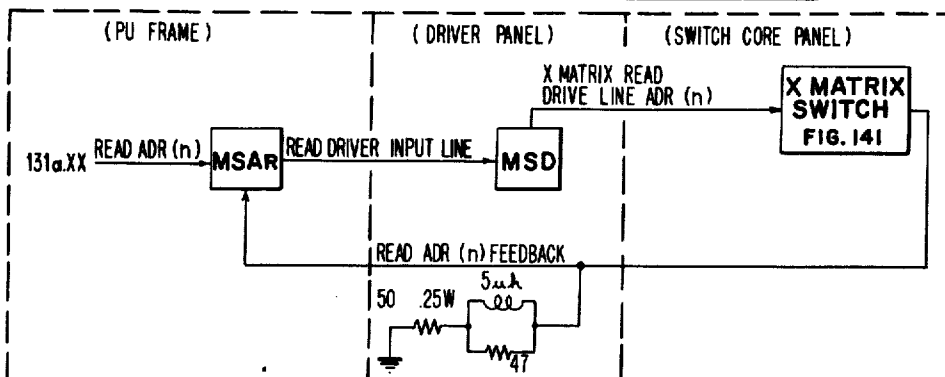 (PU FRAME)
(DRIVER PANEL)
(SWITCH CORE PANEL)
X MATRIX READ
DRIVE LINE ADR (n)
X MATRIX
SWITCH
FIG. 141
131a.XX
READ ADR (n)
MSAR
READ DRIVER INPUT LINE
MSD
READ ADR (n) FEEDBACK
5uh
50 .25W
47